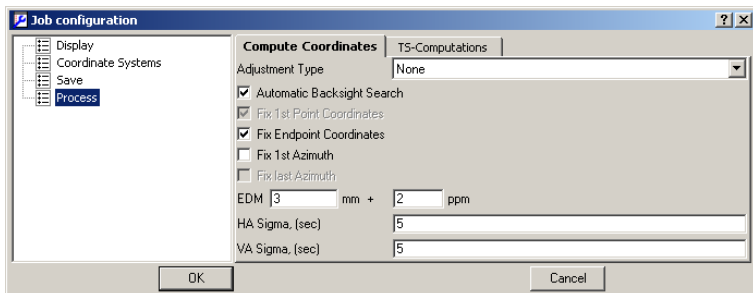 Job configuration
Display
Coordinate Systems
Save
Process
Compute Coordinates TS-Computations
Adjustment Type None
Automatic Backsight Search
Fix 1st Point Coordinates
Fix Endpoint Coordinates
Fix 1st Azimuth
Fix last Azimuth
EDM 3 mm + 2 ppm
HA Sigma, (sec) 5
VA Sigma, (sec) 5
OK Cancel